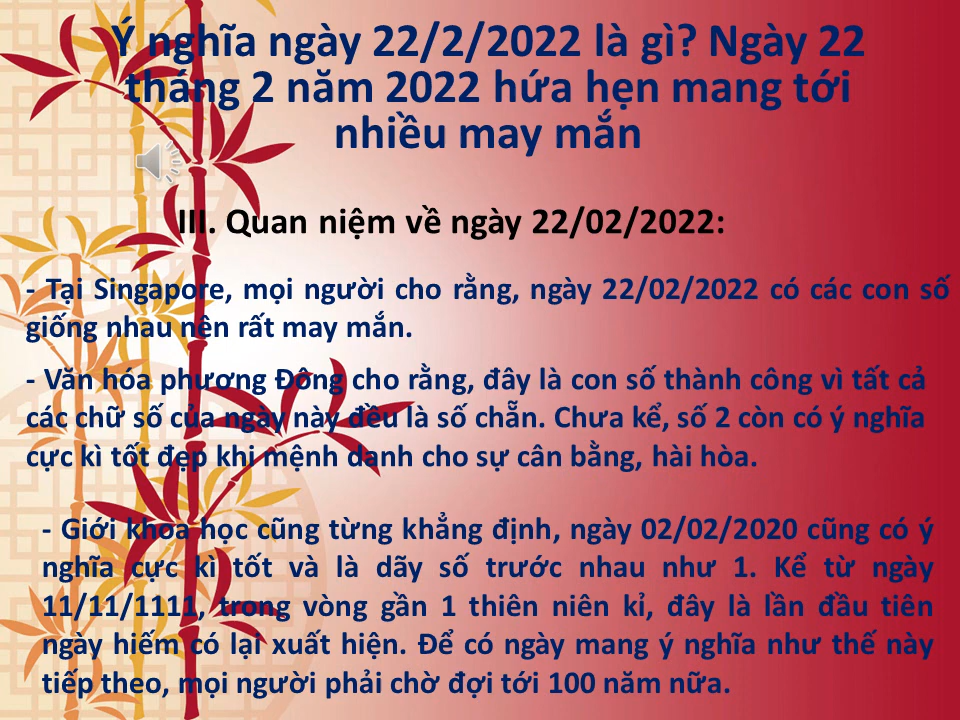 Ý nghĩa ngày 22/2/2022 là gì? Ngày 22
tháng 2 năm 2022 hứa hẹn mang tới
nhiều may mắn
III. Quan niệm về ngày 22/02/2022:
- Tại Singapore, mọi người cho rằng, ngày 22/02/2022 có các con số
giống nhau nên rất may mắn.
- Văn hóa phương Đông cho rằng, đây là con số thành công vì tất cả
các chữ số của ngày này đều là số chẵn. Chưa kể, số 2 còn có ý nghĩa
cực kì tốt đẹp khi mệnh danh cho sự cân bằng, hài hòa.
- Giới khoa học cũng từng khẳng định, ngày 02/02/2020 cũng có ý
nghĩa cực kì tốt và là dãy số trước nhau như 1. Kể từ ngày
11/11/1111, trong vòng gần 1 thiên niên kỉ, đây là lần đầu tiên
ngày hiếm có lại xuất hiện. Để có ngày mang ý nghĩa như thế này
tiếp theo, mọi người phải chờ đợi tới 100 năm nữa.